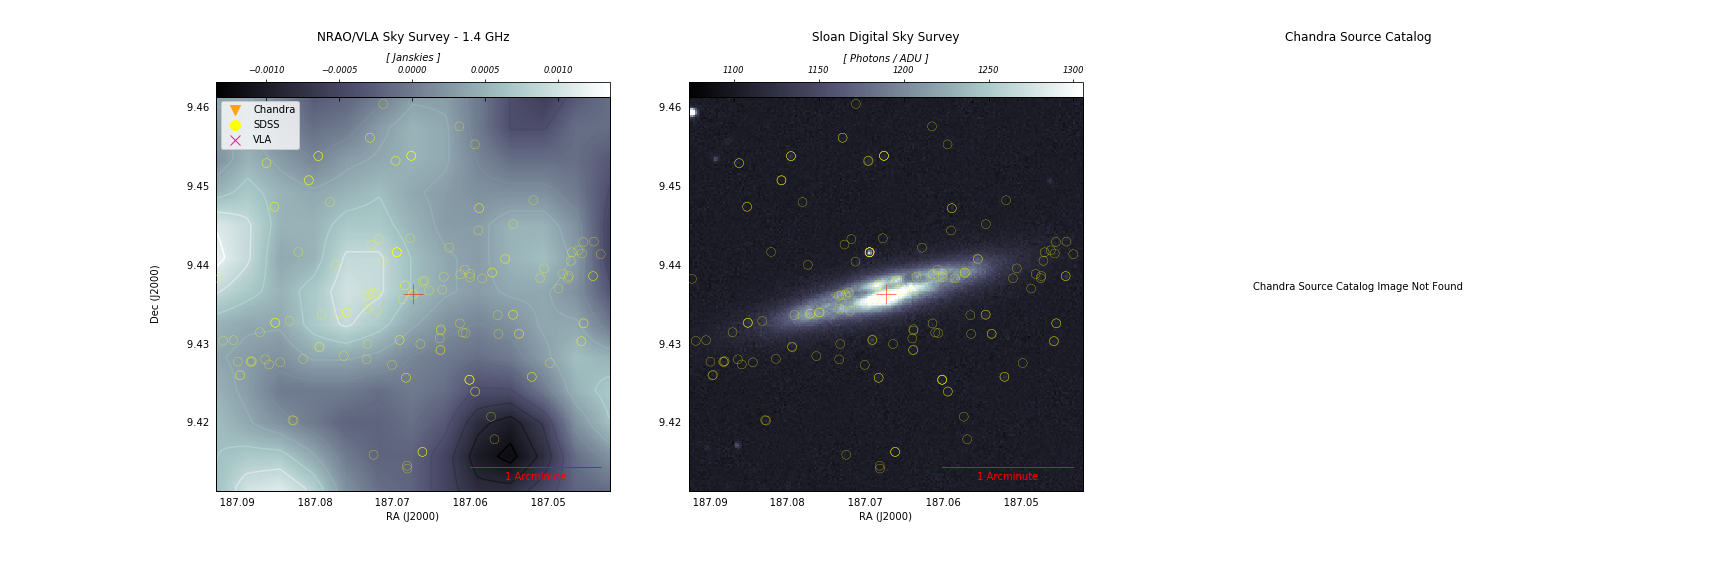 NRAO/VLA Sky Survey - 1.4 GHz
[ Janskies ]
−0.0010 −0.0005 0.0000 0.0005 0.0010
Chandra
SDSS
VLA
9.46
9.45
9.44
9.43
9.42
Dec (J2000)
1 Arcminute
187.09 187.08 187.07 187.06 187.05
RA (J2000)
Sloan Digital Sky Survey
[ Photons / ADU ]
1100 1150 1200 1250 1300
9.46
9.45
9.44
9.43
9.42
1 Arcminute
187.09 187.08 187.07 187.06 187.05
RA (J2000)
Chandra Source Catalog
Chandra Source Catalog Image Not Found